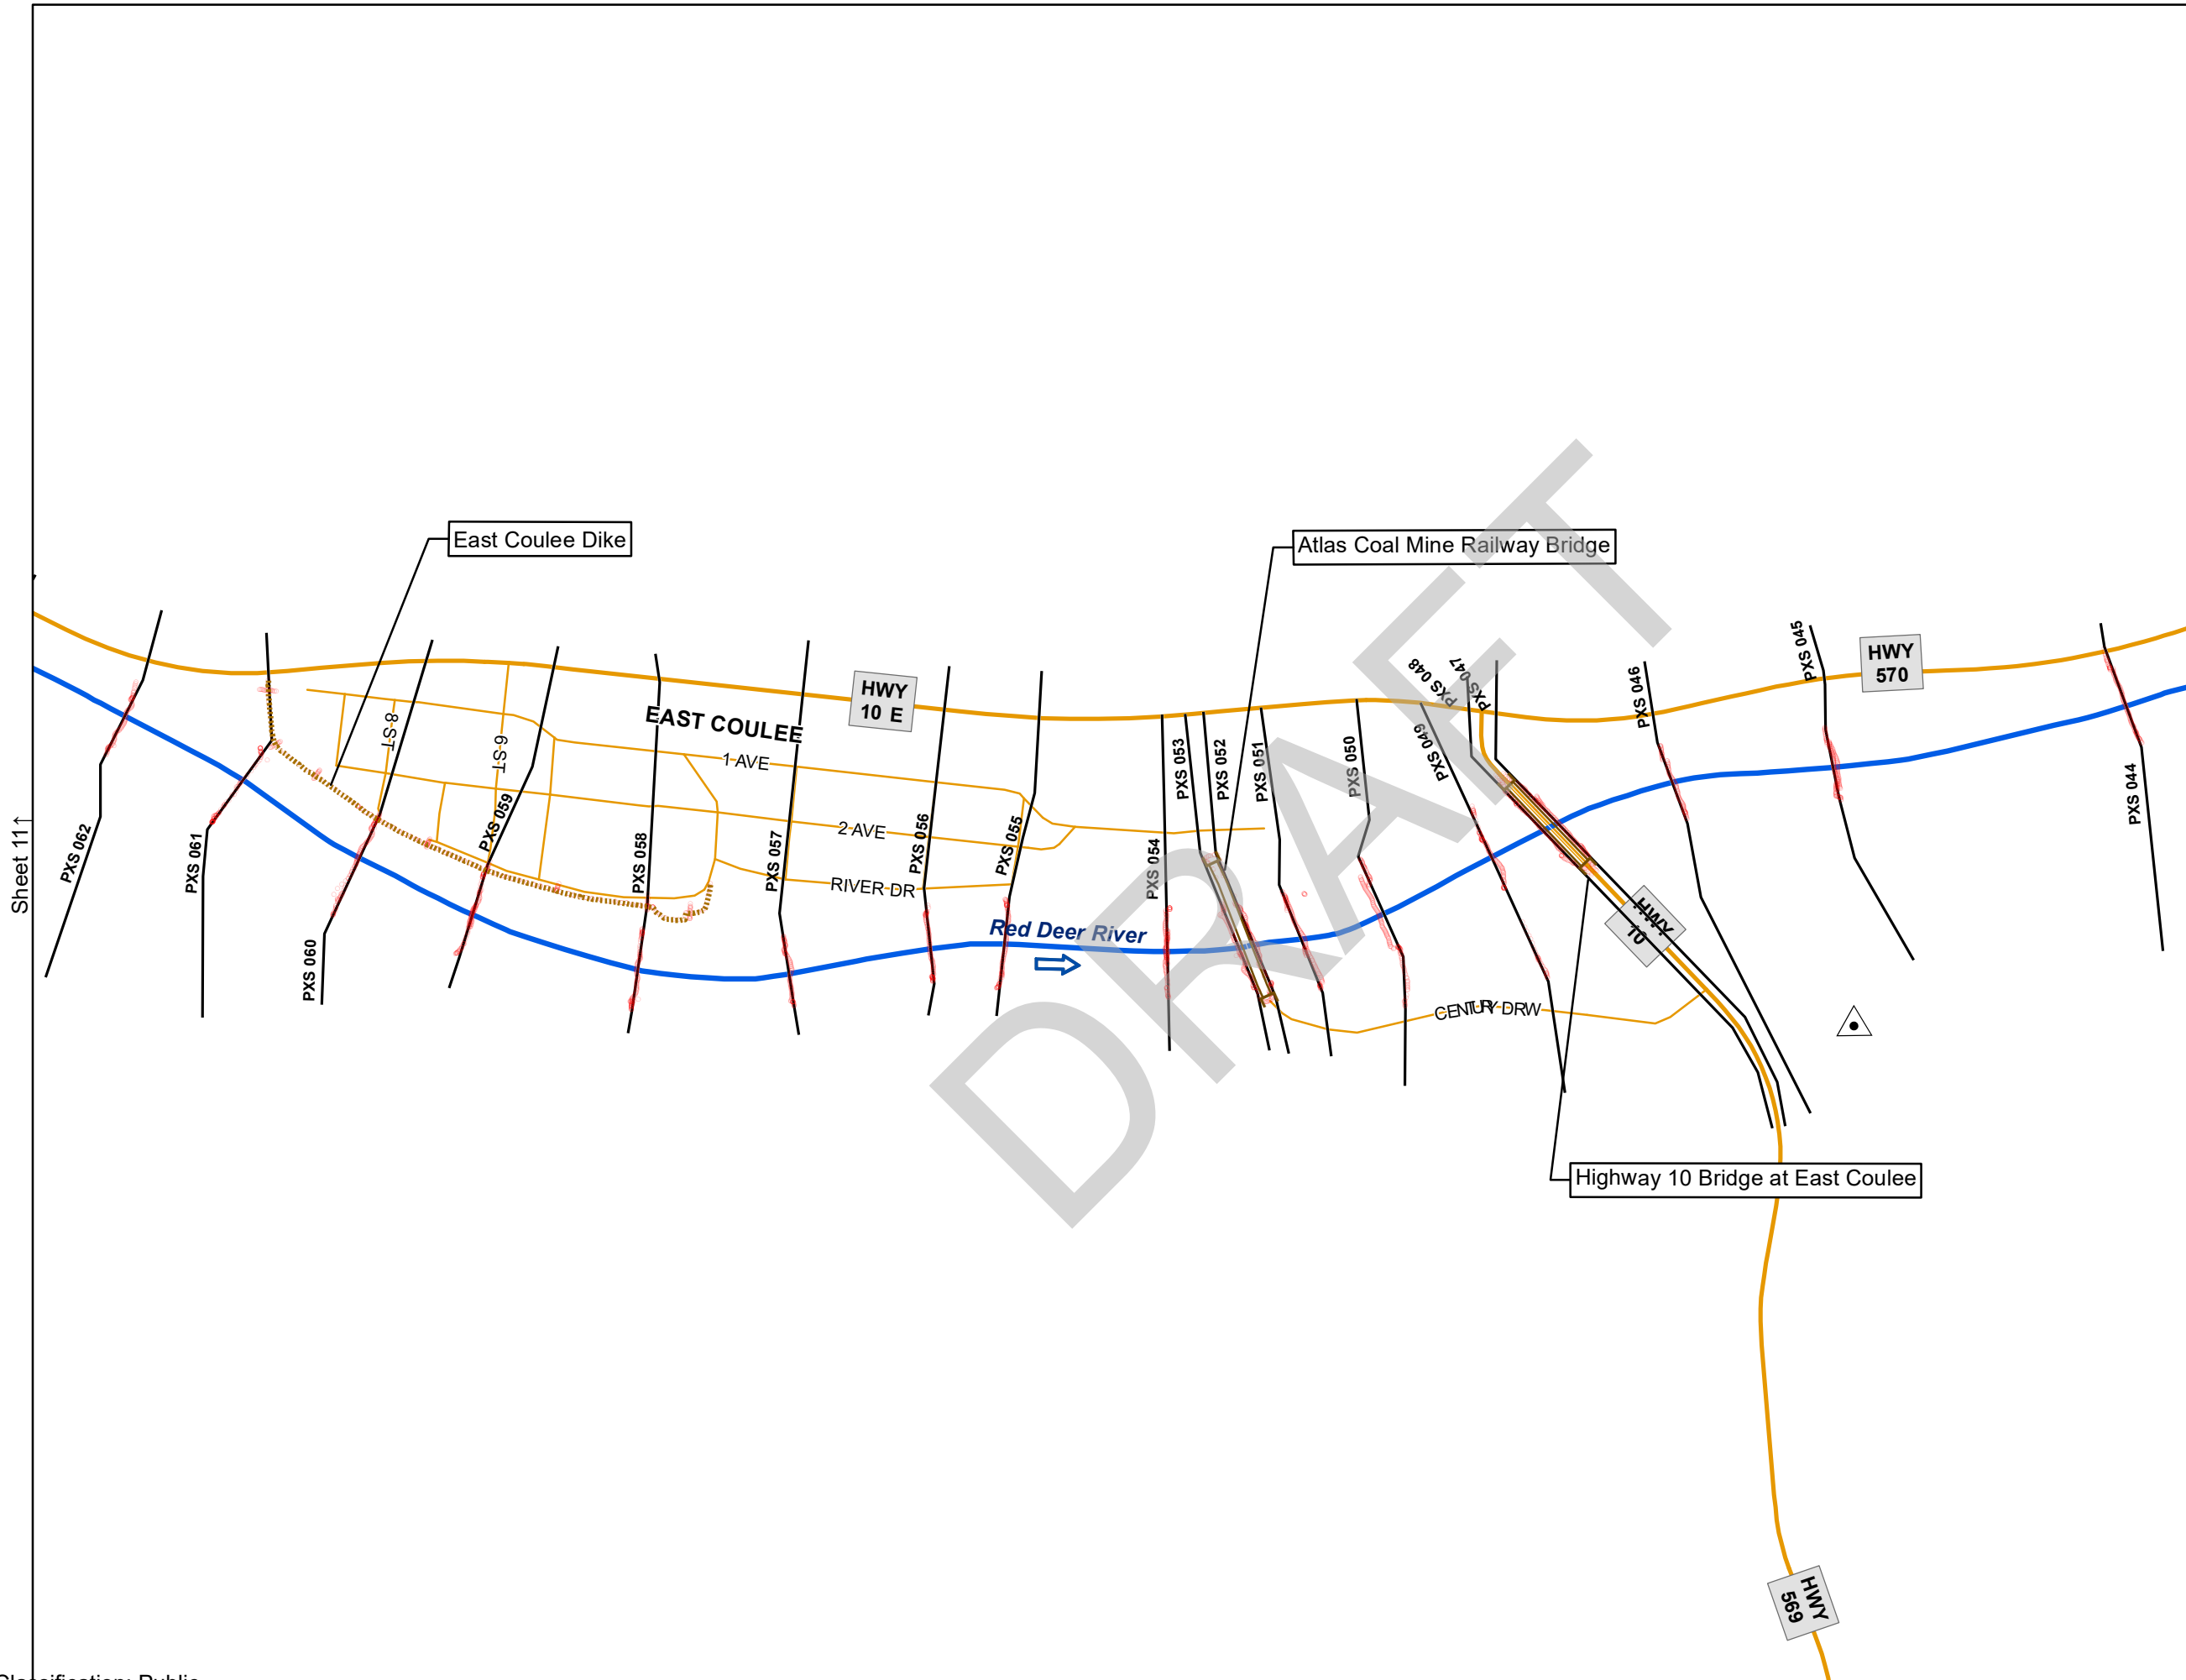 East Coulee Dike
Atlas Coal Mine Railway Bridge
HWY
10 E
HWY
570
EAST COULEE
8 ST
6 ST
1 AVE
2 AVE
RIVER DR
Red Deer River
CENTURY DR W
HWY
10
Highway 10 Bridge at East Coulee
HWY
569
PXS 062
PXS 061
PXS 060
PXS 059
PXS 058
PXS 057
PXS 056
PXS 055
PXS 054
PXS 053
PXS 052
PXS 051
PXS 050
PXS 049
PXS 048
PXS 047
PXS 046
PXS 045
PXS 044
Sheet 11↑
DRAFT
Classification: Public